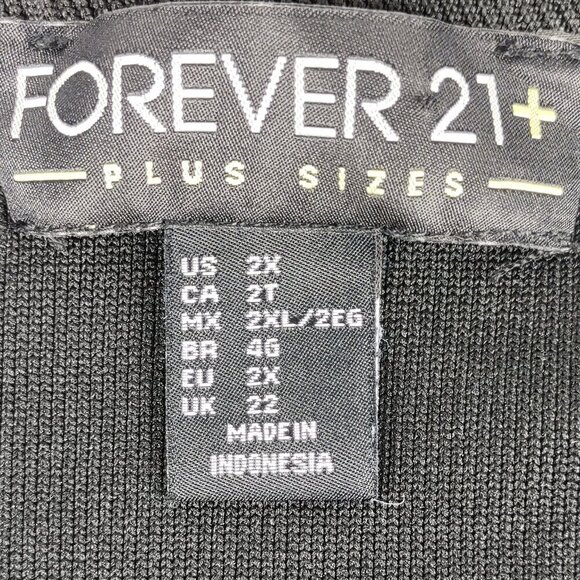 FOREVER 21+
PLUS SIZES
US 2X
CA 2T
MX 2XL/2EG
BR 46
EU 2X
UK 22
MADE IN
INDONESIA